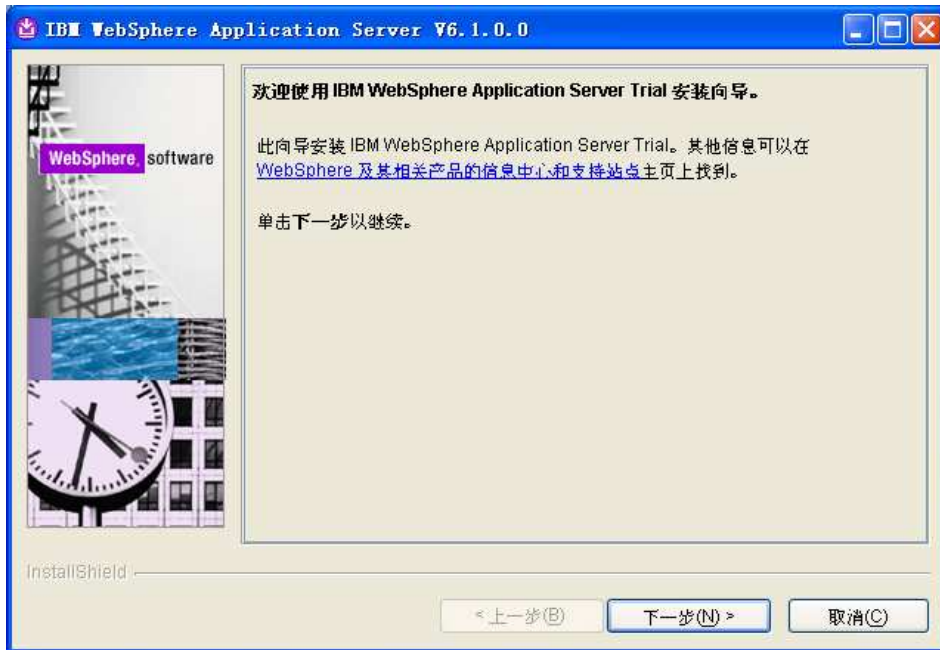 IBM WebSphere Application Server V6.1.0.0
WebSphere. software
欢迎使用 IBM WebSphere Application Server Trial 安装向导。
此向导安装 IBM WebSphere Application Server Trial。其他信息可以在
WebSphere 及其相关产品的信息中心和支持站点主页上找到。
单击下一步以继续。
InstallShield
< 上一步(B)
下一步(N) >
取消(C)